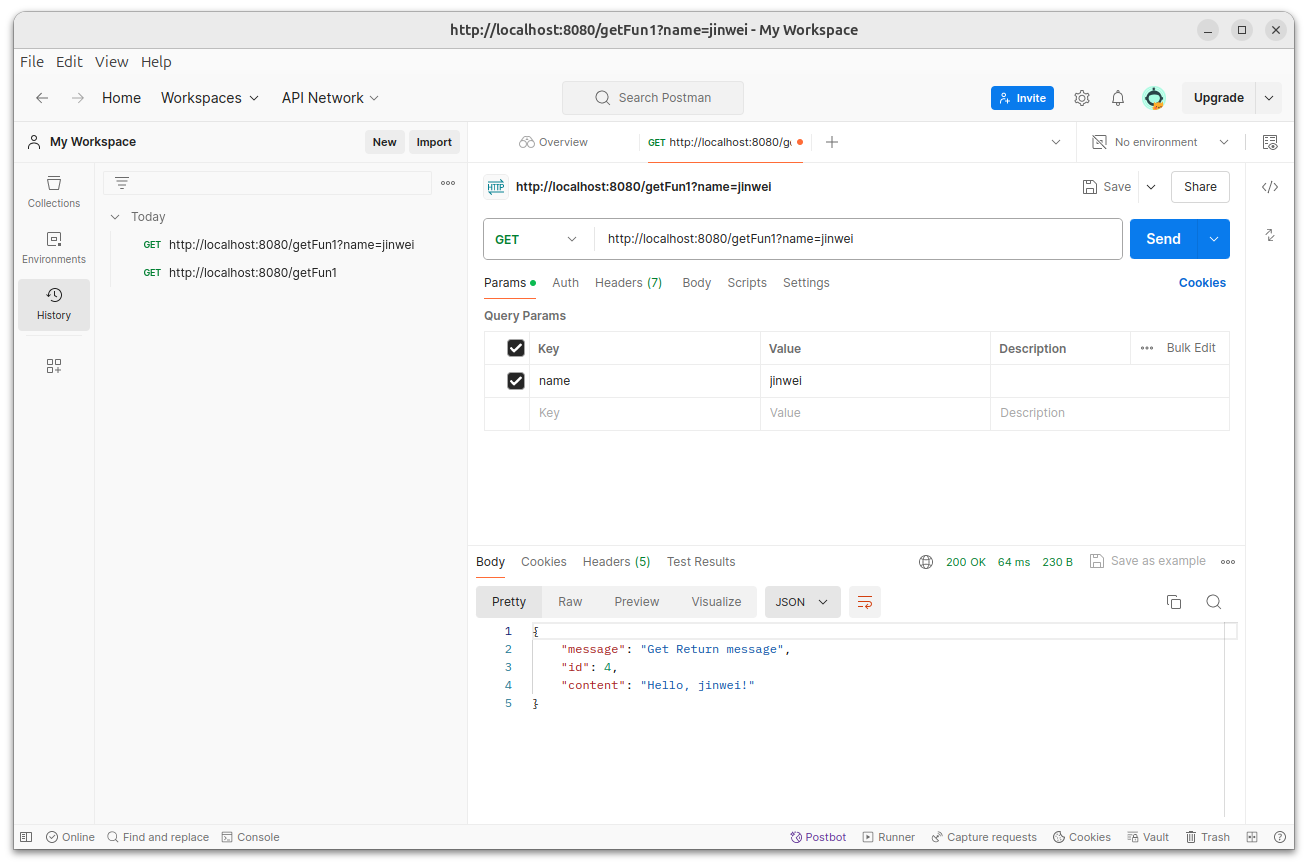 http://localhost:8080/getFun1?name=jinwei - My Workspace
File Edit View Help
Home Workspaces API Network Search Postman Invite Upgrade
My Workspace New Import Overview GET http://localhost:8080/ge No environment
HTTP http://localhost:8080/getFun1?name=jinwei Save Share
Collections
Environments
History
Today
GET http://localhost:8080/getFun1?name=jinwei
GET http://localhost:8080/getFun1
GET http://localhost:8080/getFun1?name=jinwei Send
Params Auth Headers (7) Body Scripts Settings Cookies
Query Params
Key Value Description Bulk Edit
name jinwei
Key Value Description
Body Cookies Headers (5) Test Results 200 OK 64 ms 230 B Save as example
Pretty Raw Preview Visualize JSON
1 {
2 "message": "Get Return message",
3 "id": 4,
4 "content": "Hello, jinwei!"
5 }
Online Find and replace Console Postbot Runner Capture requests Cookies Vault Trash